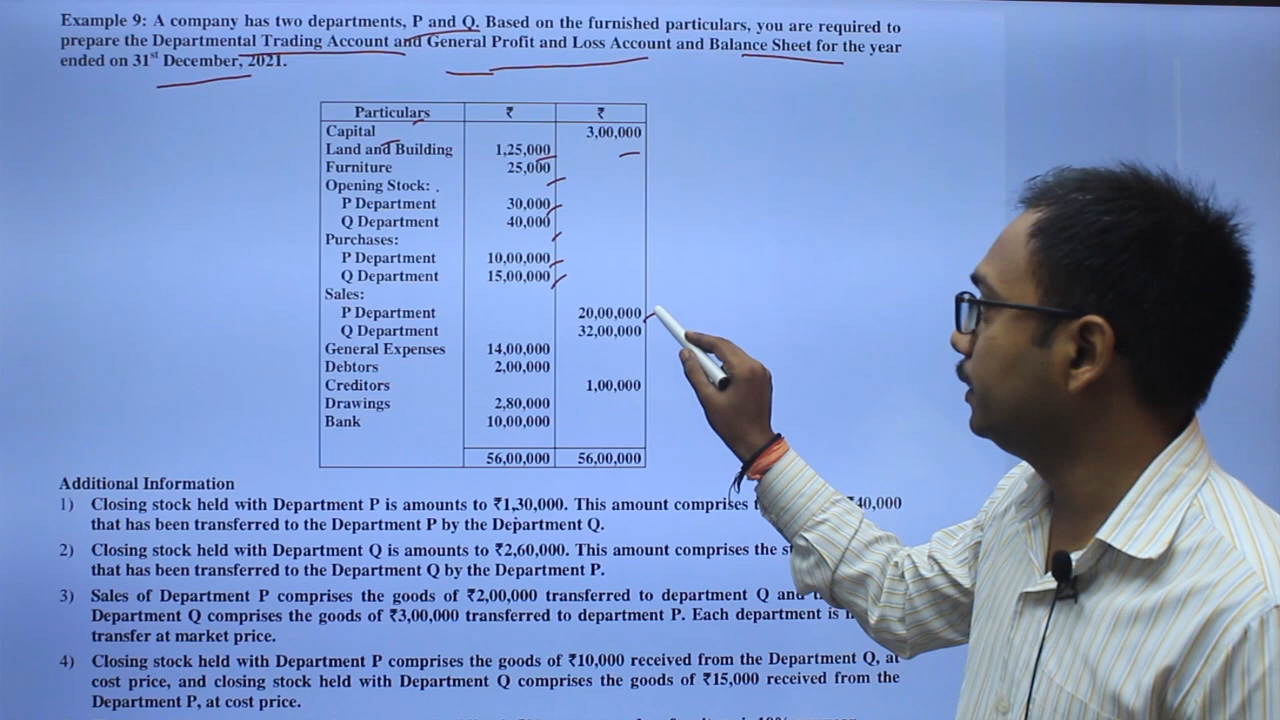 Example 9: A company has two departments, P and Q. Based on the furnished particulars, you are required to
prepare the Departmental Trading Account and General Profit and Loss Account and Balance Sheet for the year
ended on 31st December, 2021.
Particulars ₹ ₹
Capital 3,00,000
Land and Building 1,25,000
Furniture 25,000
Opening Stock: .
P Department 30,000
Q Department 40,000
Purchases:
P Department 10,00,000
Q Department 15,00,000
Sales:
P Department 20,00,000
Q Department 32,00,000
General Expenses 14,00,000
Debtors 2,00,000
Creditors 1,00,000
Drawings 2,80,000
Bank 10,00,000
56,00,000 56,00,000
Additional Information
1) Closing stock held with Department P is amounts to ₹1,30,000. This amount comprises 40,000
that has been transferred to the Department P by the Department Q.
2) Closing stock held with Department Q is amounts to ₹2,60,000. This amount comprises the
that has been transferred to the Department Q by the Department P.
3) Sales of Department P comprises the goods of ₹2,00,000 transferred to department Q and
Department Q comprises the goods of ₹3,00,000 transferred to department P. Each department is
transfer at market price.
4) Closing stock held with Department P comprises the goods of ₹10,000 received from the Department Q, at
cost price, and closing stock held with Department Q comprises the goods of ₹15,000 received from the
Department P, at cost price.